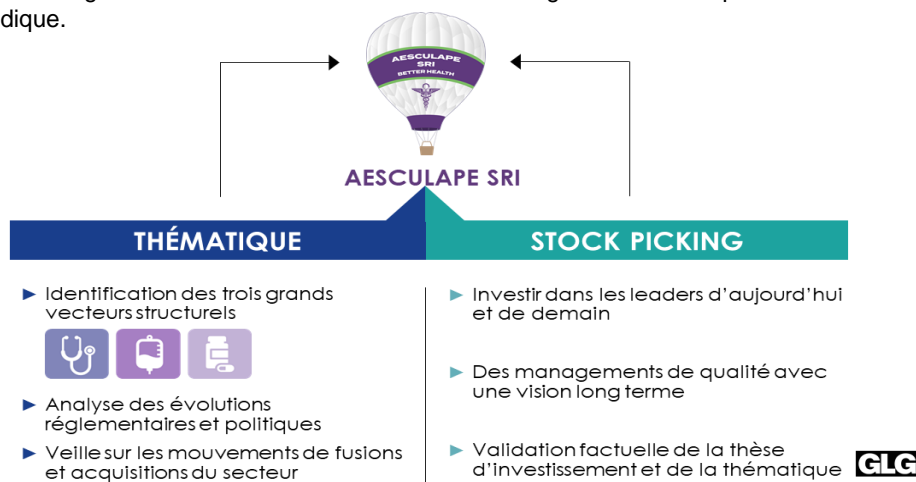 dique.
AESCULAPE
SRI
BETTER HEALTH
AESCULAPE SRI
THÉMATIQUE
STOCK PICKING
► Identification des trois grands
vecteurs structurels
► Analyse des évolutions
réglementaires et politiques
► Veille sur les mouvements de fusions
et acquisitions du secteur
► Investir dans les leaders d’aujourd’hui
et de demain
► Des managements de qualité avec
une vision long terme
► Validation factuelle de la thèse
d’investissement et de la thématique
GLG